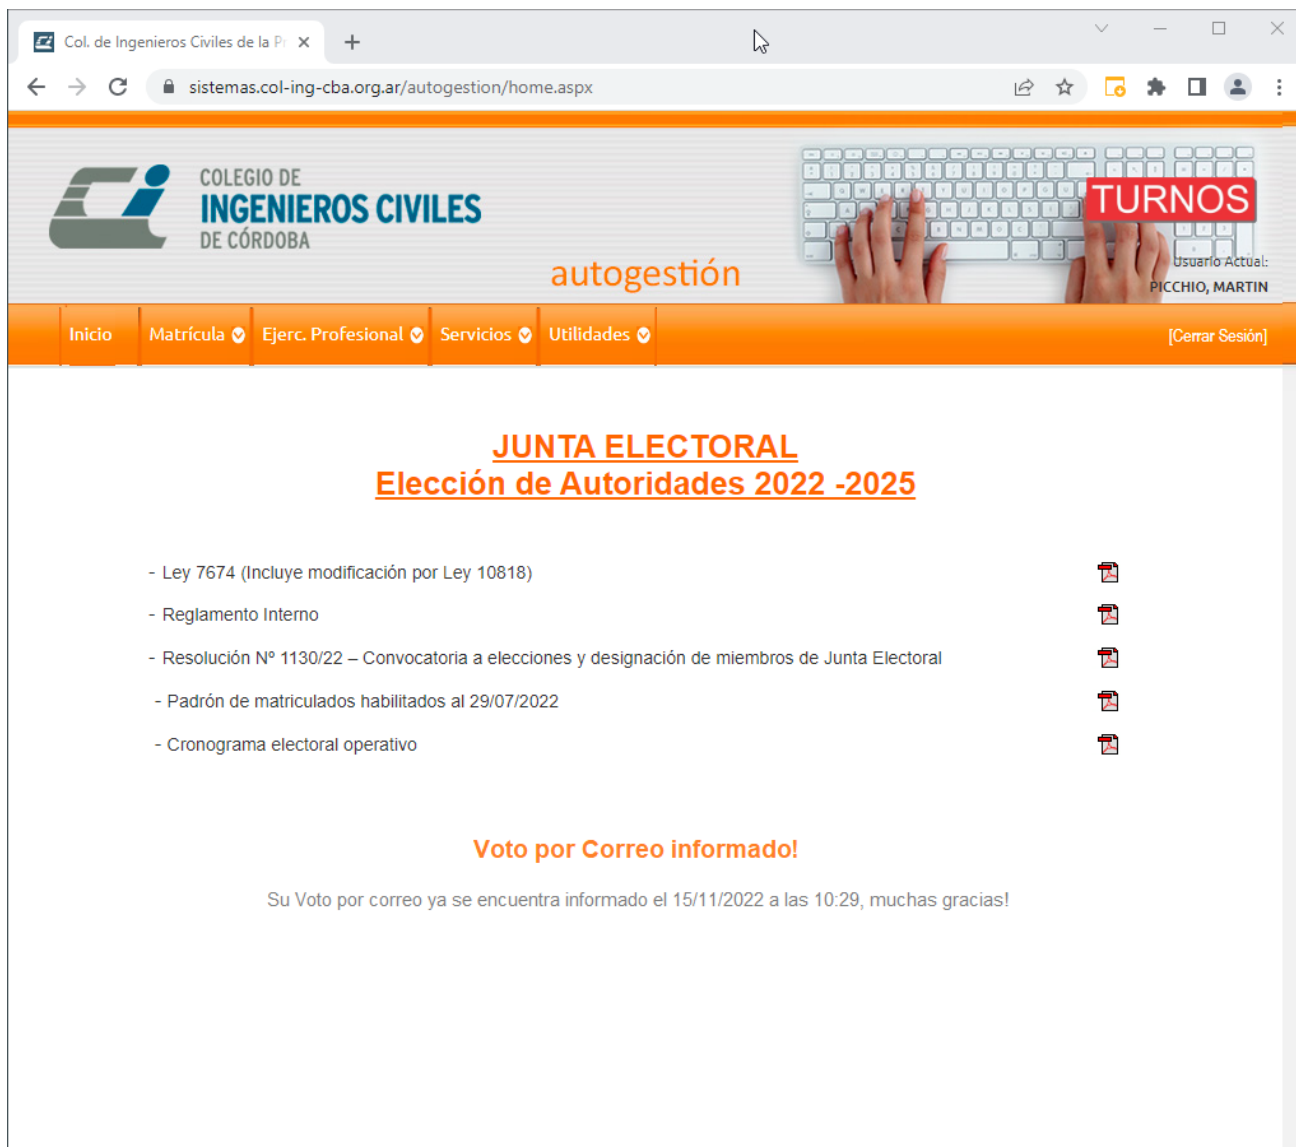 Col. de Ingenieros Civiles de la Pr
sistemas.col-ing-cba.org.ar/autogestion/home.aspx
COLEGIO DE
INGENIEROS CIVILES
DE CÓRDOBA
autogestión
TURNOS
Usuario Actual:
PICCHIO, MARTIN
Inicio Matrícula Ejerc. Profesional Servicios Utilidades [Cerrar Sesión]
JUNTA ELECTORAL
Elección de Autoridades 2022 -2025
- Ley 7674 (Incluye modificación por Ley 10818)
- Reglamento Interno
- Resolución Nº 1130/22 – Convocatoria a elecciones y designación de miembros de Junta Electoral
- Padrón de matriculados habilitados al 29/07/2022
- Cronograma electoral operativo
Voto por Correo informado!
Su Voto por correo ya se encuentra informado el 15/11/2022 a las 10:29, muchas gracias!